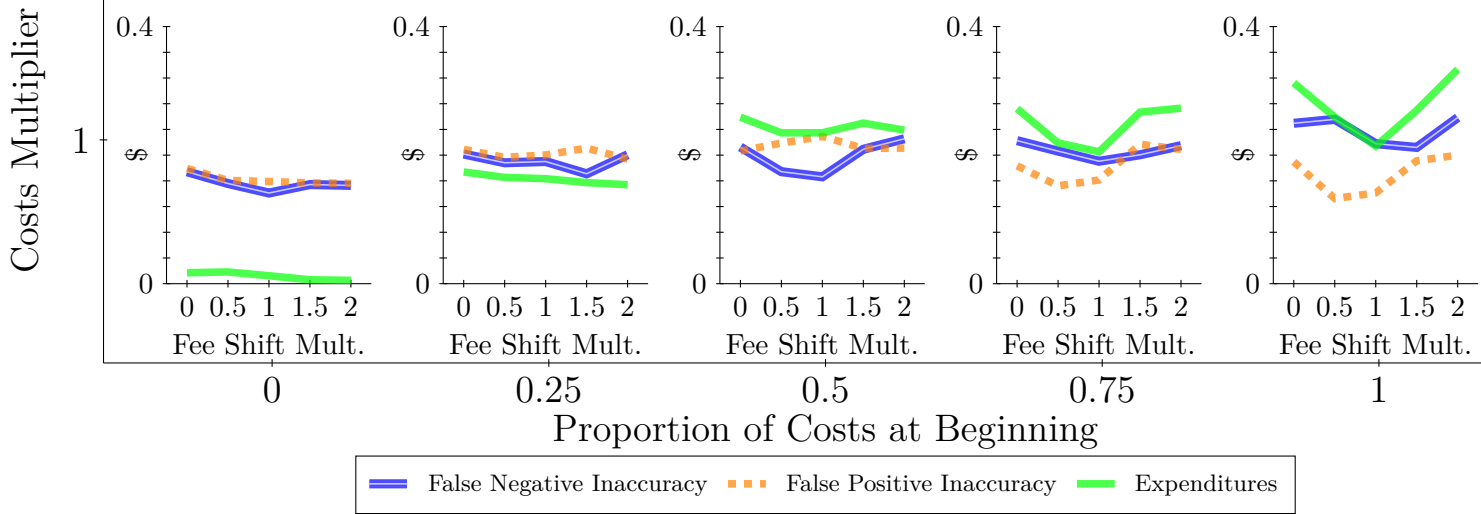 Costs Multiplier
1
0.4 0.4 0.4 0.4 0.4
$ $ $ $ $
0 0 0 0 0
0 0.5 1 1.5 2 0 0.5 1 1.5 2 0 0.5 1 1.5 2 0 0.5 1 1.5 2 0 0.5 1 1.5 2
Fee Shift Mult. Fee Shift Mult. Fee Shift Mult. Fee Shift Mult. Fee Shift Mult.
0 0.25 0.5 0.75 1
Proportion of Costs at Beginning
False Negative Inaccuracy False Positive Inaccuracy Expenditures